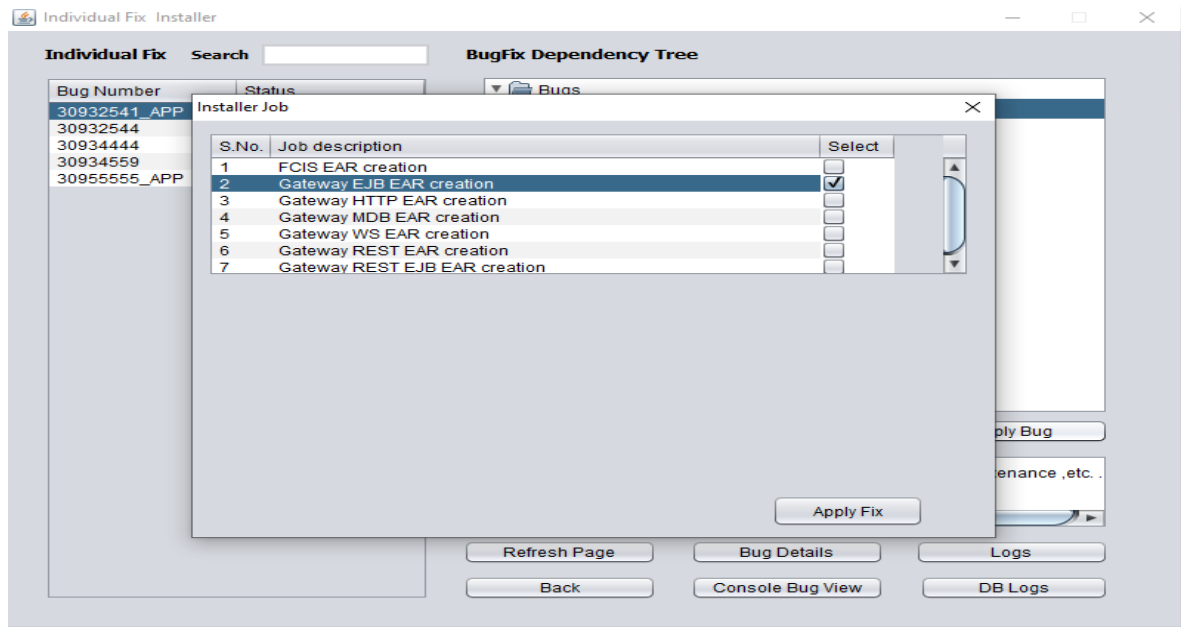 Individual Fix Installer
Individual Fix Search
BugFix Dependency Tree
Bug Number Status
Bugs
30932541_APP
30932544
30934444
30934559
30955555_APP
Installer Job
S.No. Job description Select
1 FCIS EAR creation
2 Gateway EJB EAR creation
3 Gateway HTTP EAR creation
4 Gateway MDB EAR creation
5 Gateway WS EAR creation
6 Gateway REST EAR creation
7 Gateway REST EJB EAR creation
Apply Fix
ply Bug
enance ,etc. .
Refresh Page Bug Details Logs
Back Console Bug View DB Logs